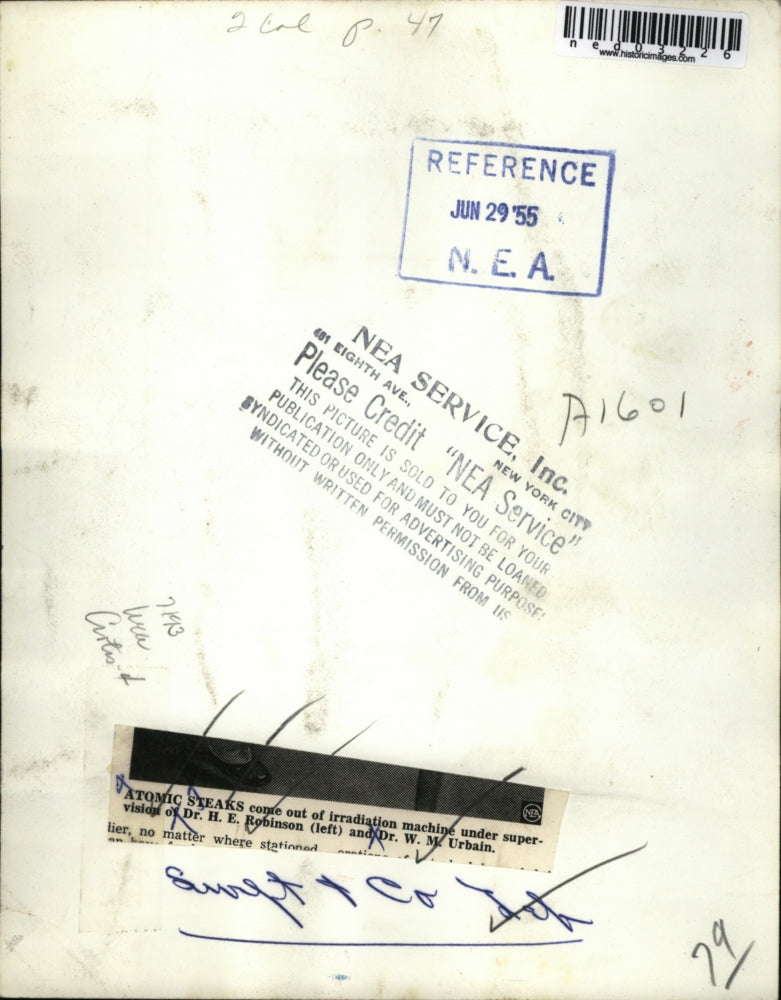 2 Col p. 47
ned03226
www.historicimages.com
REFERENCE
JUN 29 '55
N. E. A.
NEA SERVICE, Inc.
461 EIGHTH AVE., NEW YORK CITY
Please Credit "NEA Service"
THIS PICTURE IS SOLD TO YOU FOR YOUR
PUBLICATION ONLY AND MUST NOT BE LOANED
SYNDICATED OR USED FOR ADVERTISING PURPOSES
WITHOUT WRITTEN PERMISSION FROM US
A1601
NEA
ATOMIC STEAKS come out of irradiation machine under super-
vision of Dr. H. E. Robinson (left) and Dr. W. M. Urbain.
lier, no matter where stationed
Swift & Co
79